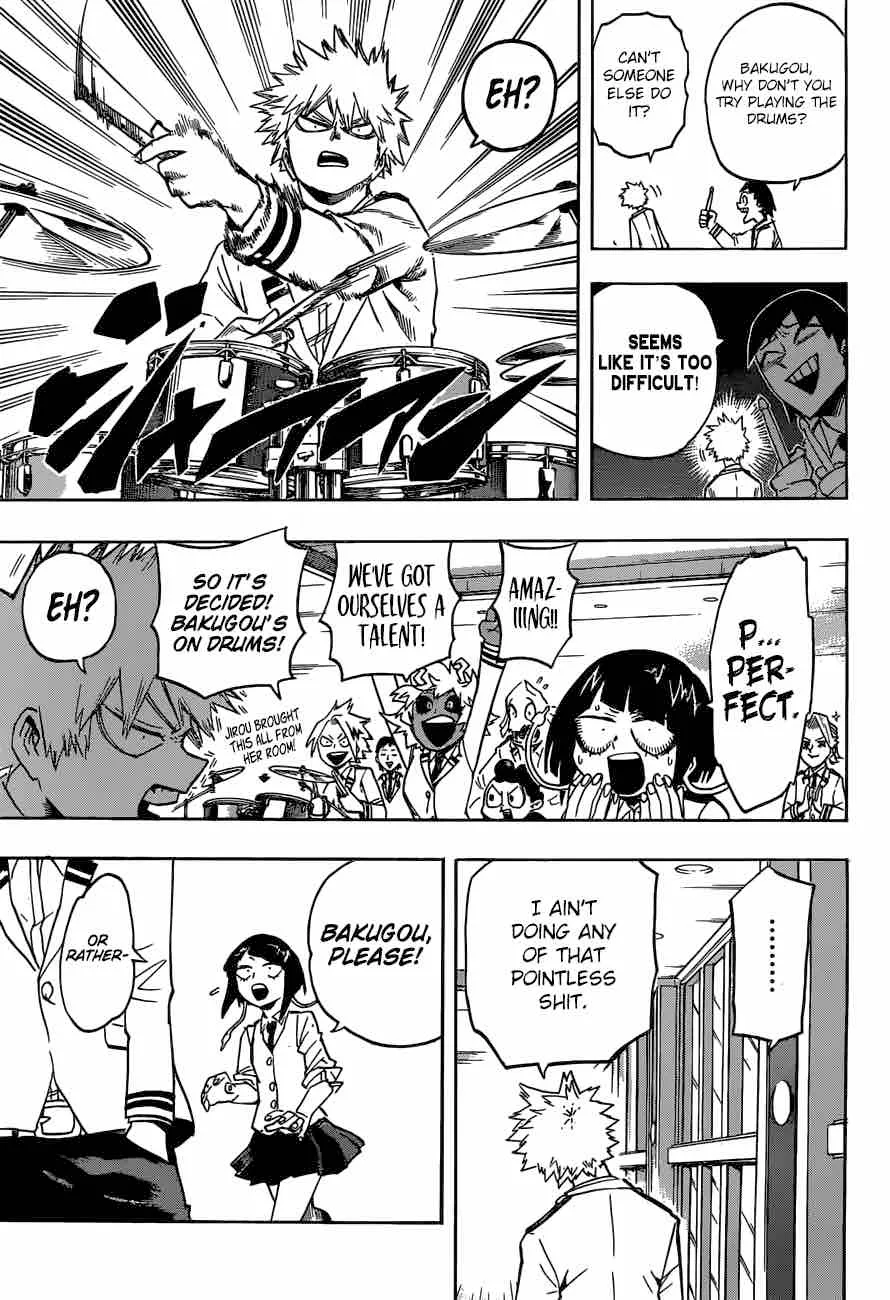 BAKUGOU,
WHY DON'T YOU
TRY PLAYING THE
DRUMS?
CAN'T
SOMEONE
ELSE DO
IT?
SEEMS
LIKE IT'S TOO
DIFFICULT!
EH?
ジャアアン
P...
PER-
FECT.
AMAZ-
IIING!!
WE'VE GOT
OURSELVES A
TALENT!
SO IT'S
DECIDED!
BAKUGOU'S
ON DRUMS!
JIROU BROUGHT
THIS ALL FROM
HER ROOM!
EH?
.........
I AIN'T
DOING ANY
OF THAT
POINTLESS
SHIT.
BAKUGOU,
PLEASE!
OR
RATHER-